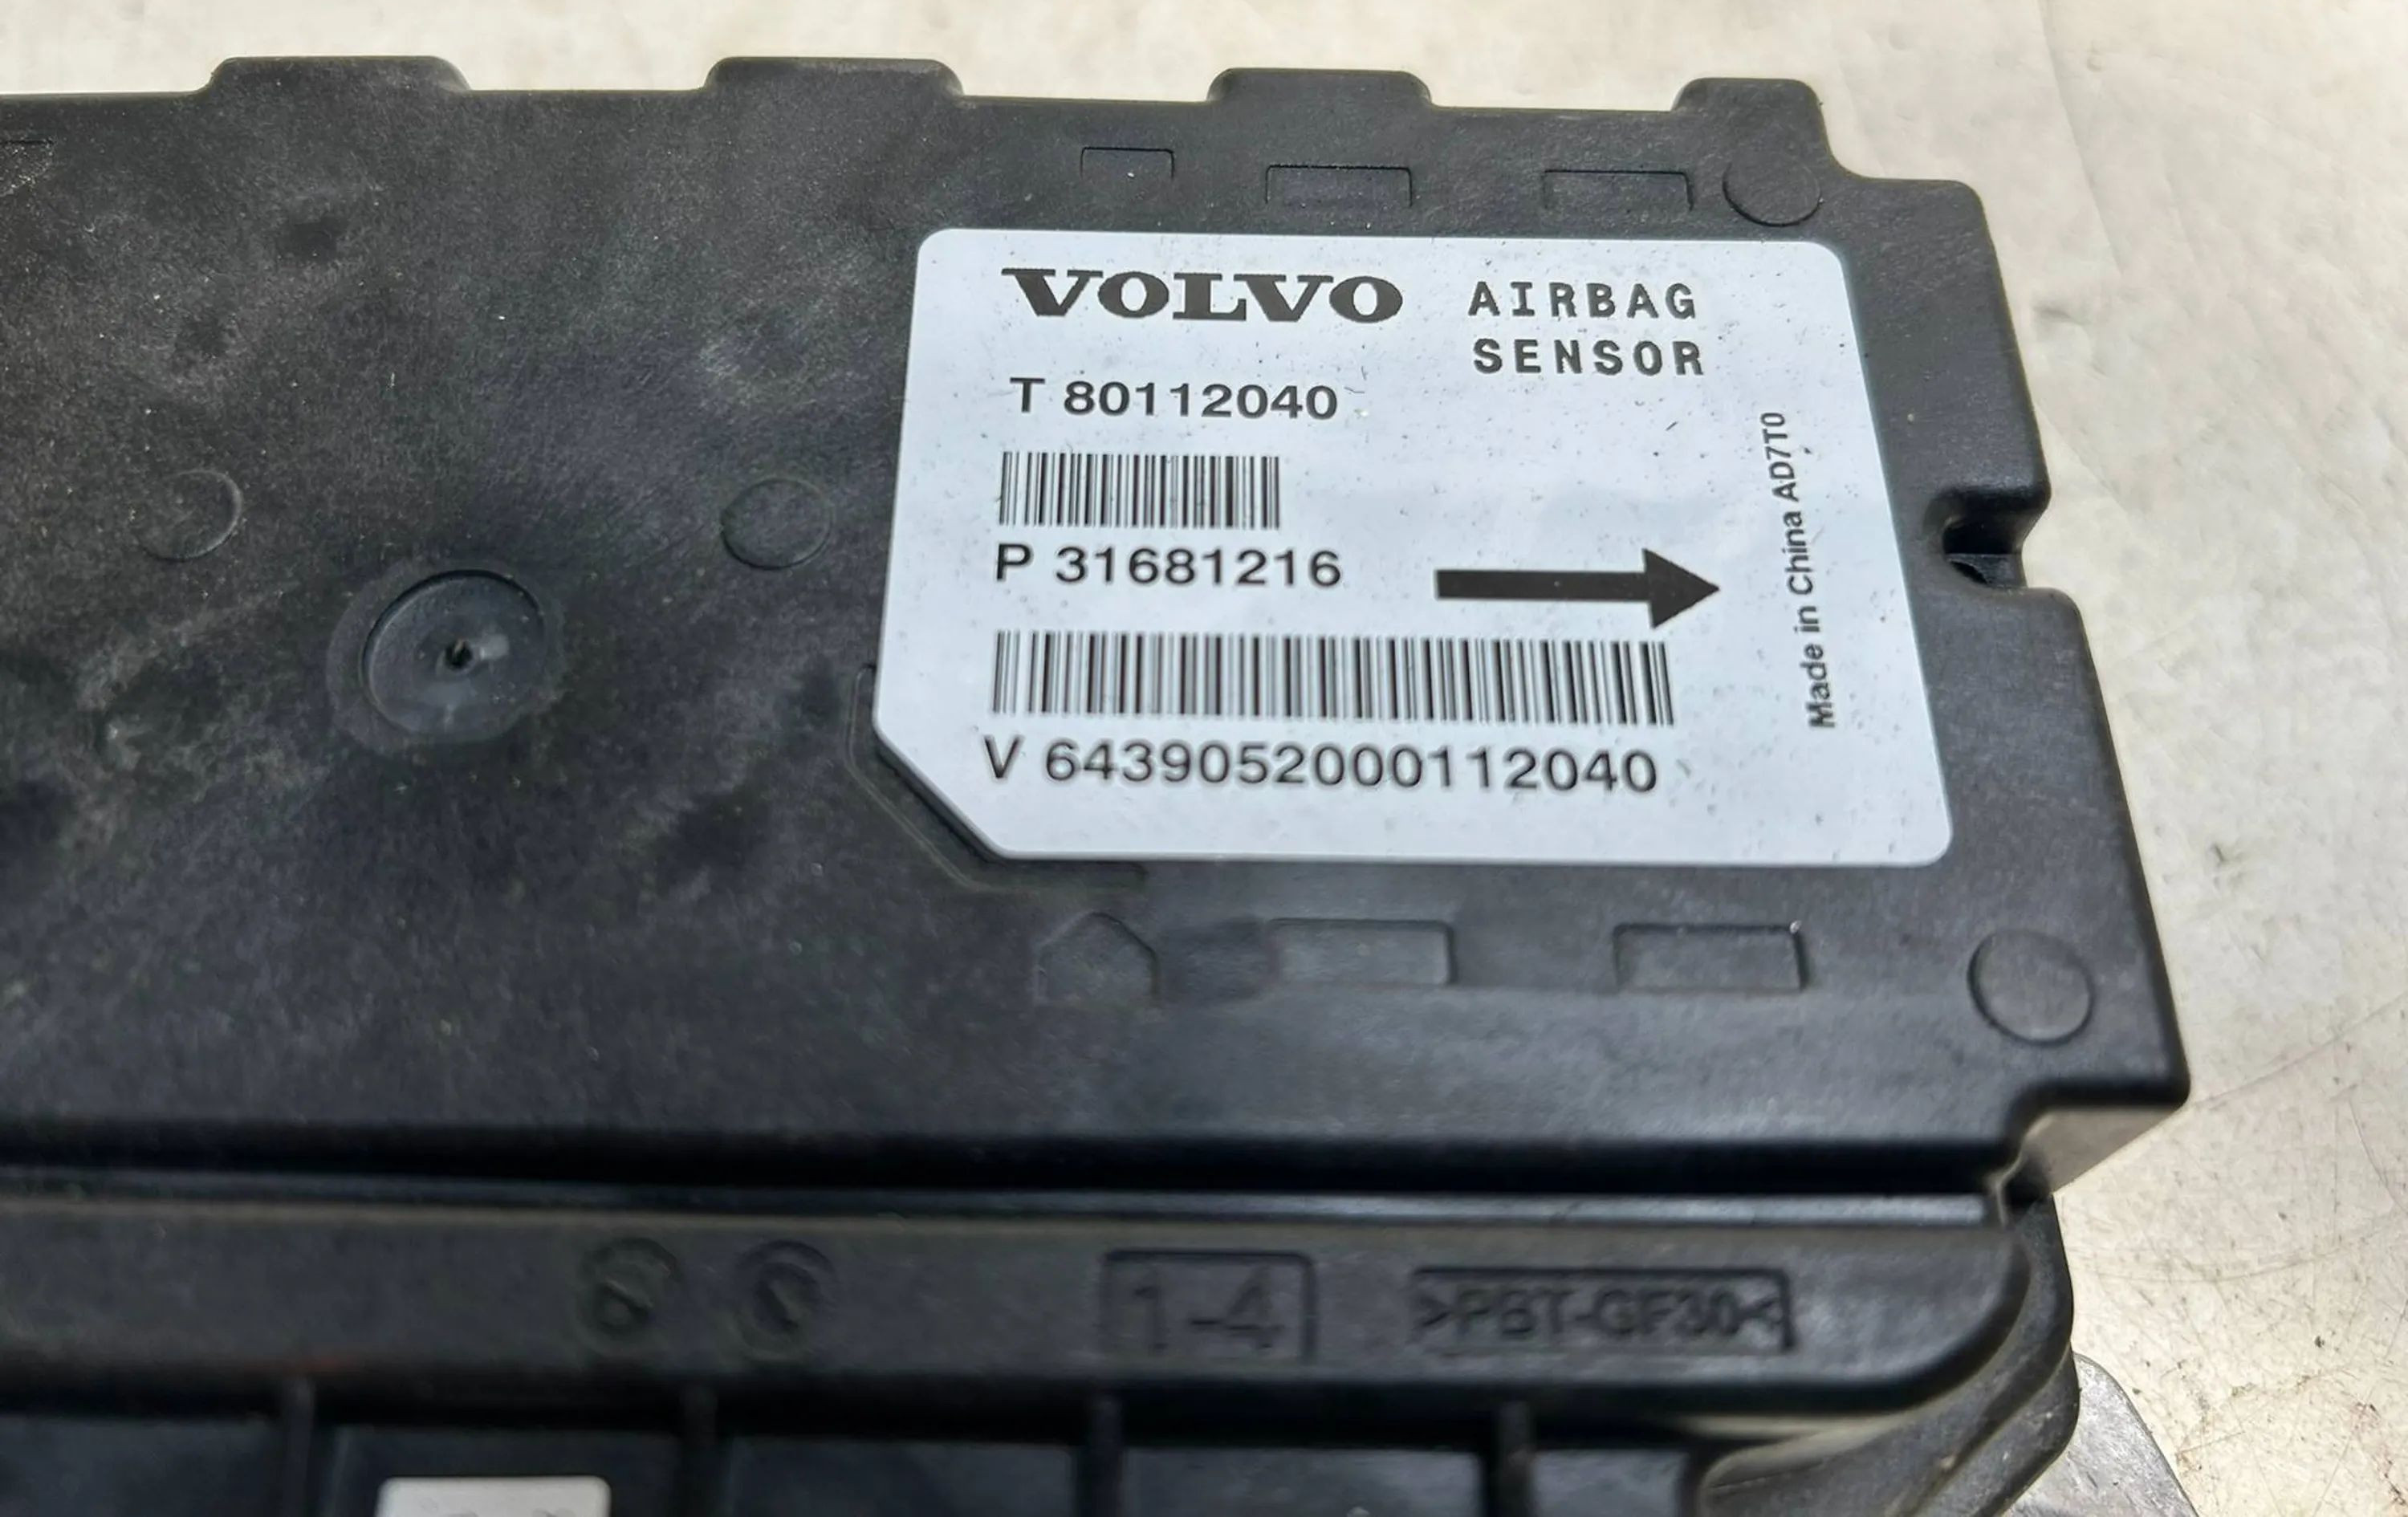 VOLVO AIRBAG
SENSOR
T 80112040
P 31681216
V 6439052000112040
Made in China AD7T0
1-4
>PBT-GF30<